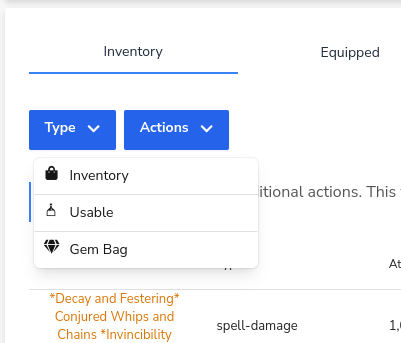 Inventory
Equipped
Type
Actions
Inventory
itional actions. This
Usable
Gem Bag
At
*Decay and Festering*
Conjured Whips and
Chains *Invincibility
spell-damage
1,